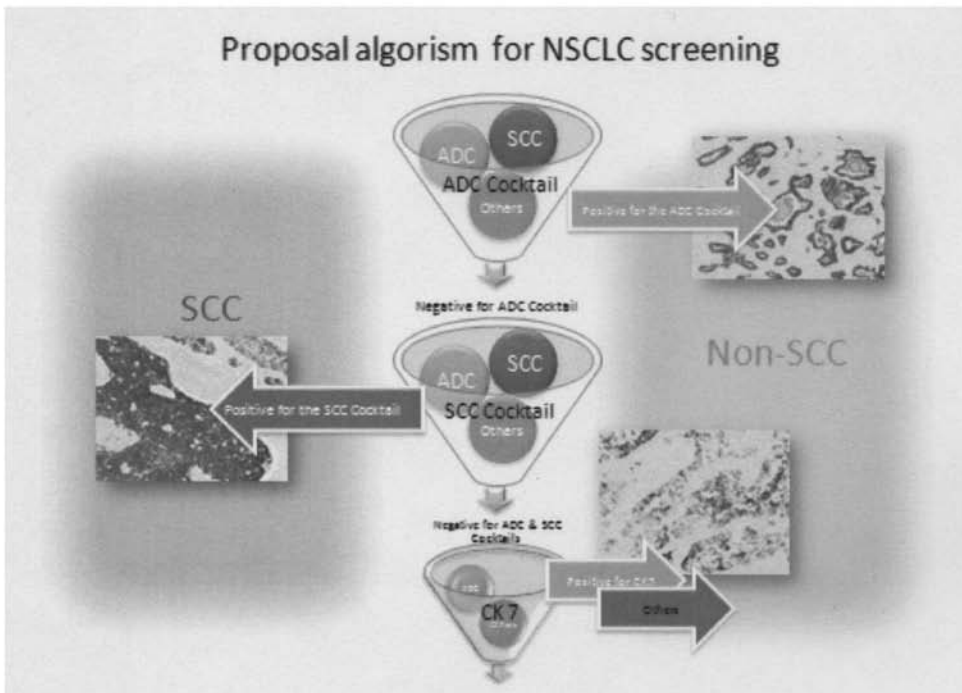 Proposal algorism for NSCLC screening
ADC
SCC
ADC Cocktail
Others
Positive for the ADC Cocktail
Negative for ADC Cocktail
SCC
Non-SCC
SCC
ADC
SCC Cocktail
Others
Positive for the SCC Cocktail
Negative for ADC & SCC
Cocktails
CK 7
Positive for CK7
Others